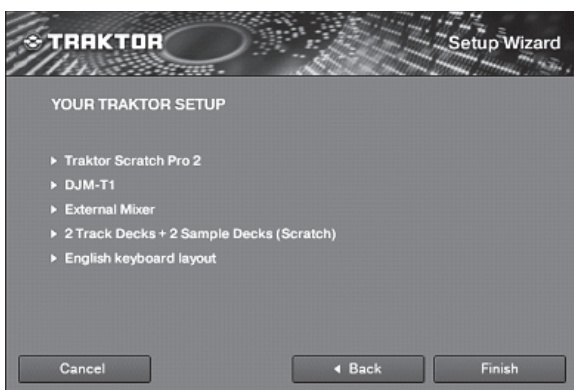 TRAKTOR
Setup Wizard
YOUR TRAKTOR SETUP
Traktor Scratch Pro 2
DJM-T1
External Mixer
2 Track Decks + 2 Sample Decks (Scratch)
English keyboard layout
Cancel
Back
Finish